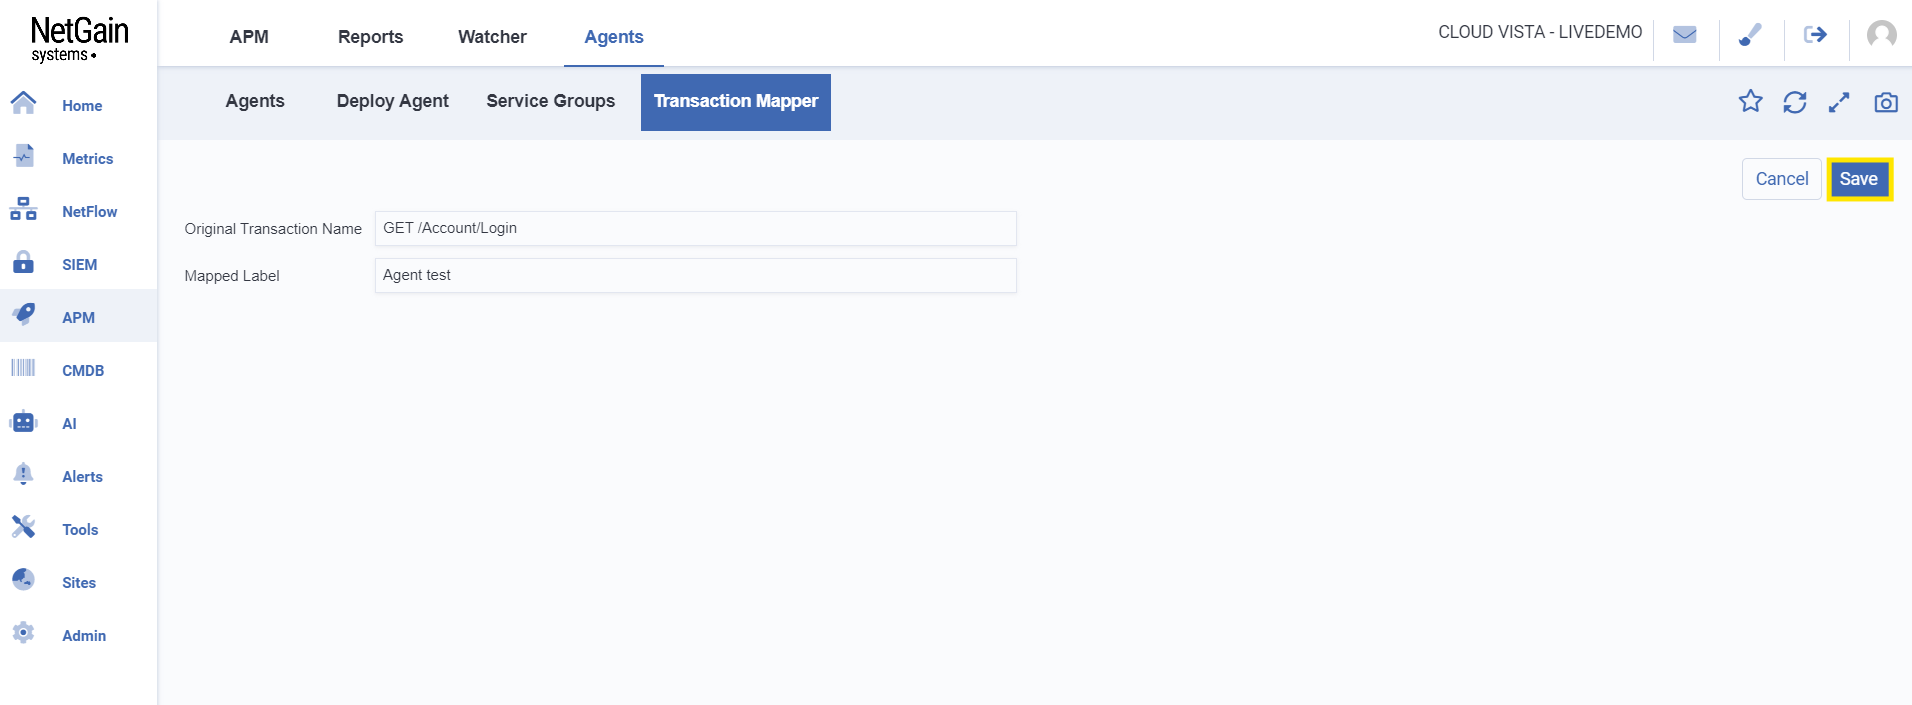 NetGain
systems
APM Reports Watcher Agents
CLOUD VISTA - LIVEDEMO
Agents Deploy Agent Service Groups Transaction Mapper
Cancel Save
Home
Metrics
NetFlow
SIEM
APM
CMDB
AI
Alerts
Tools
Sites
Admin
Original Transaction Name GET /Account/Login
Mapped Label Agent test